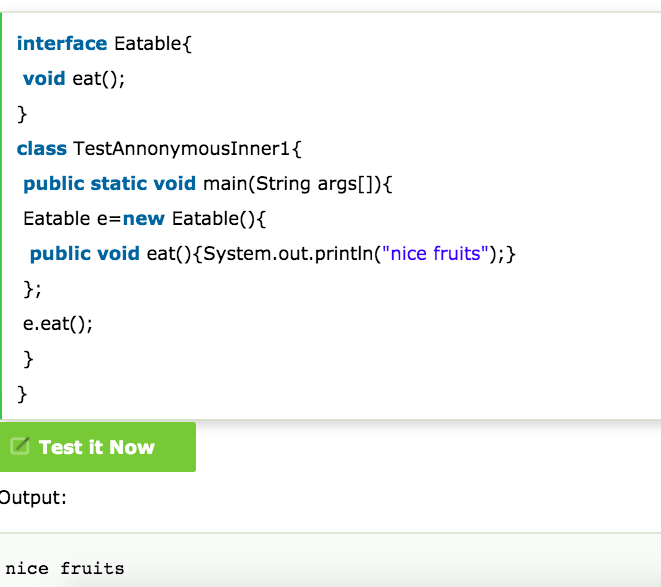 interface Eatable{
void eat();
}
class TestAnnonymousInner1{
public static void main(String args[]){
Eatable e=new Eatable(){
public void eat(){System.out.println("nice fruits");}
};
e.eat();
}
}
Test it Now
Output:
nice fruits